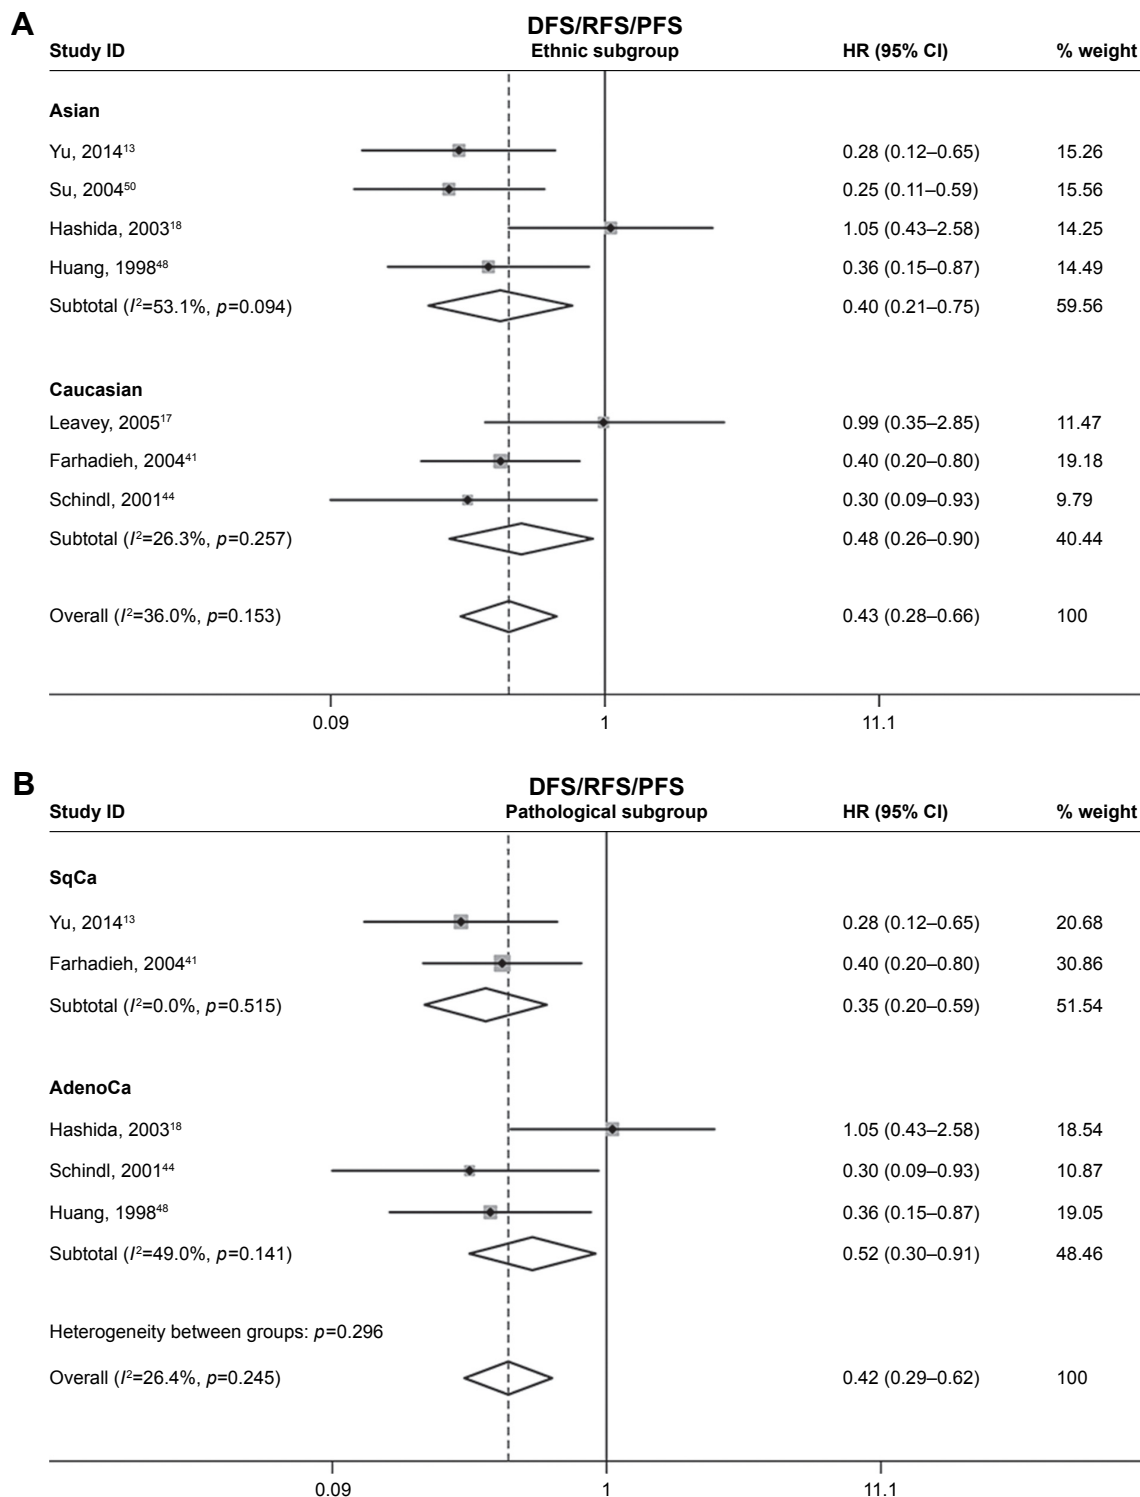 A
DFS/RFS/PFS
Study ID Ethnic subgroup HR (95% CI) % weight
Asian
Yu, 2014¹³ 0.28 (0.12–0.65) 15.26
Su, 2004⁵⁰ 0.25 (0.11–0.59) 15.56
Hashida, 2003¹⁸ 1.05 (0.43–2.58) 14.25
Huang, 1998⁴⁸ 0.36 (0.15–0.87) 14.49
Subtotal (I²=53.1%, p=0.094) 0.40 (0.21–0.75) 59.56
Caucasian
Leavey, 2005¹⁷ 0.99 (0.35–2.85) 11.47
Farhadieh, 2004⁴¹ 0.40 (0.20–0.80) 19.18
Schindl, 2001⁴⁴ 0.30 (0.09–0.93) 9.79
Subtotal (I²=26.3%, p=0.257) 0.48 (0.26–0.90) 40.44
Overall (I²=36.0%, p=0.153) 0.43 (0.28–0.66) 100
0.09 1 11.1
B
DFS/RFS/PFS
Study ID Pathological subgroup HR (95% CI) % weight
SqCa
Yu, 2014¹³ 0.28 (0.12–0.65) 20.68
Farhadieh, 2004⁴¹ 0.40 (0.20–0.80) 30.86
Subtotal (I²=0.0%, p=0.515) 0.35 (0.20–0.59) 51.54
AdenoCa
Hashida, 2003¹⁸ 1.05 (0.43–2.58) 18.54
Schindl, 2001⁴⁴ 0.30 (0.09–0.93) 10.87
Huang, 1998⁴⁸ 0.36 (0.15–0.87) 19.05
Subtotal (I²=49.0%, p=0.141) 0.52 (0.30–0.91) 48.46
Heterogeneity between groups: p=0.296
Overall (I²=26.4%, p=0.245) 0.42 (0.29–0.62) 100
0.09 1 11.1